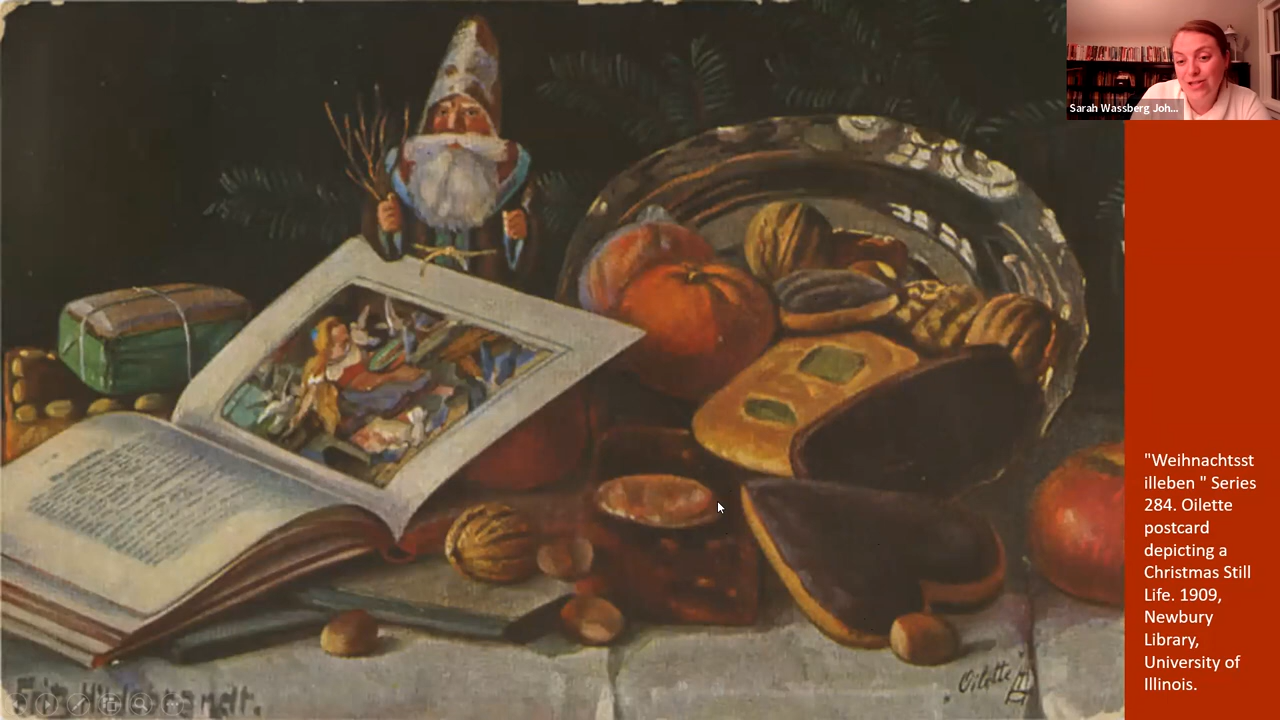 Sarah Wassberg Joh...
"Weihnachtsst
illeben " Series
284. Oilette
postcard
depicting a
Christmas Still
Life. 1909,
Newbury
Library,
University of
Illinois.
Oilette